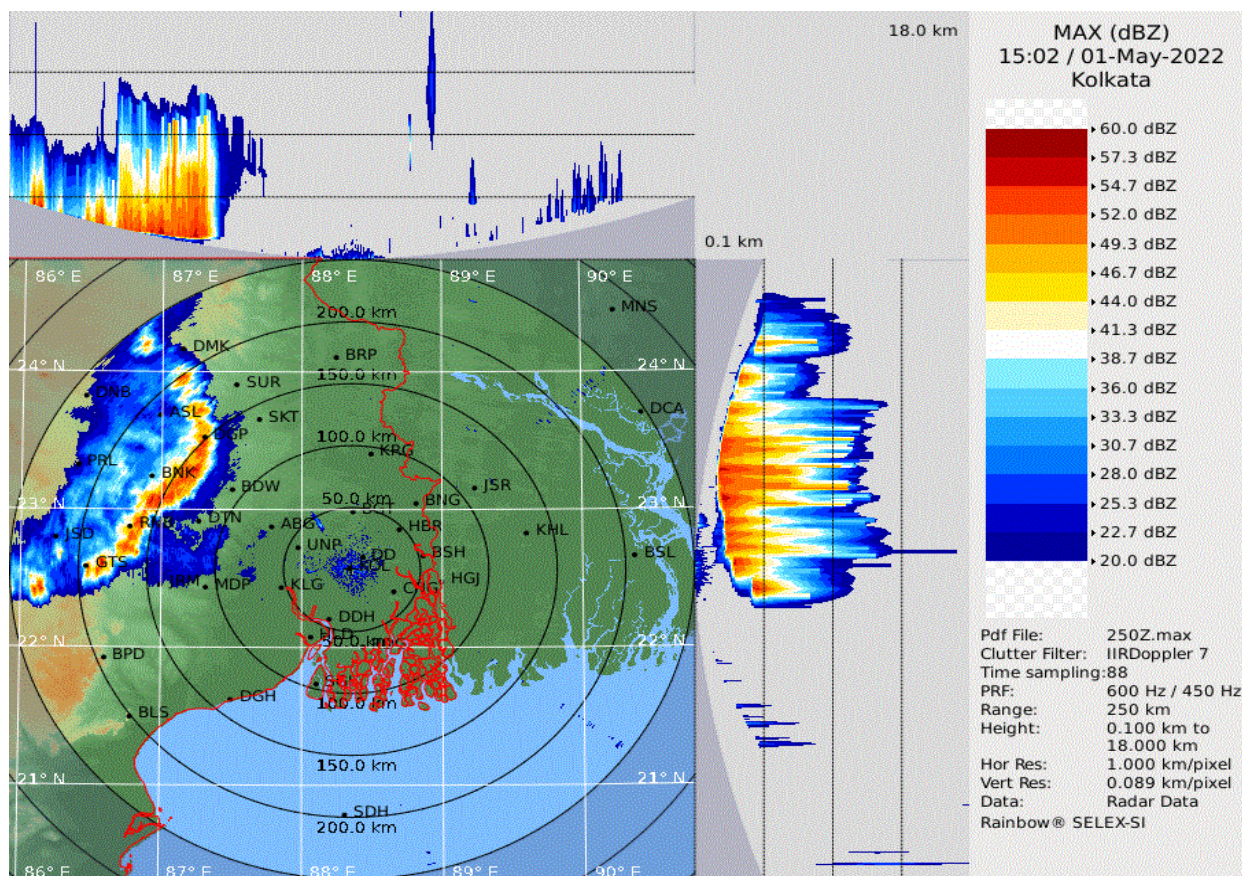 18.0 km
0.1 km
MAX (dBZ)
15:02 / 01-May-2022
Kolkata
60.0 dBZ
57.3 dBZ
54.7 dBZ
52.0 dBZ
49.3 dBZ
46.7 dBZ
44.0 dBZ
41.3 dBZ
38.7 dBZ
36.0 dBZ
33.3 dBZ
30.7 dBZ
28.0 dBZ
25.3 dBZ
22.7 dBZ
20.0 dBZ
Pdf File: 250Z.max
Clutter Filter: IIRDoppler 7
Time sampling:88
PRF: 600 Hz / 450 Hz
Range: 250 km
Height: 0.100 km to
18.000 km
Hor Res: 1.000 km/pixel
Vert Res: 0.089 km/pixel
Data: Radar Data
Rainbow® SELEX-SI
86° E 87° E 88° E 89° E 90° E
MNS
200.0 km
DMK
BRP
24° N 24° N
150.0 km
SUR
DNB
ASL
SKT
DCA
DGP
100.0 km
KRG
PRL
BNK
BDW
JSR
50.0 km
BNG
23° N 23° N
DTN
ABG
HBR
KHL
JSD
UNP
DD
BSH
BSL
GTS
KOL
HGJ
MDP
KLG
DDH
HLD
50.0 km
22° N 22° N
BPD
DGH
100.0 km
BLS
150.0 km
21° N 21° N
SDH
200.0 km
86° E 87° E 88° E 89° E 90° E